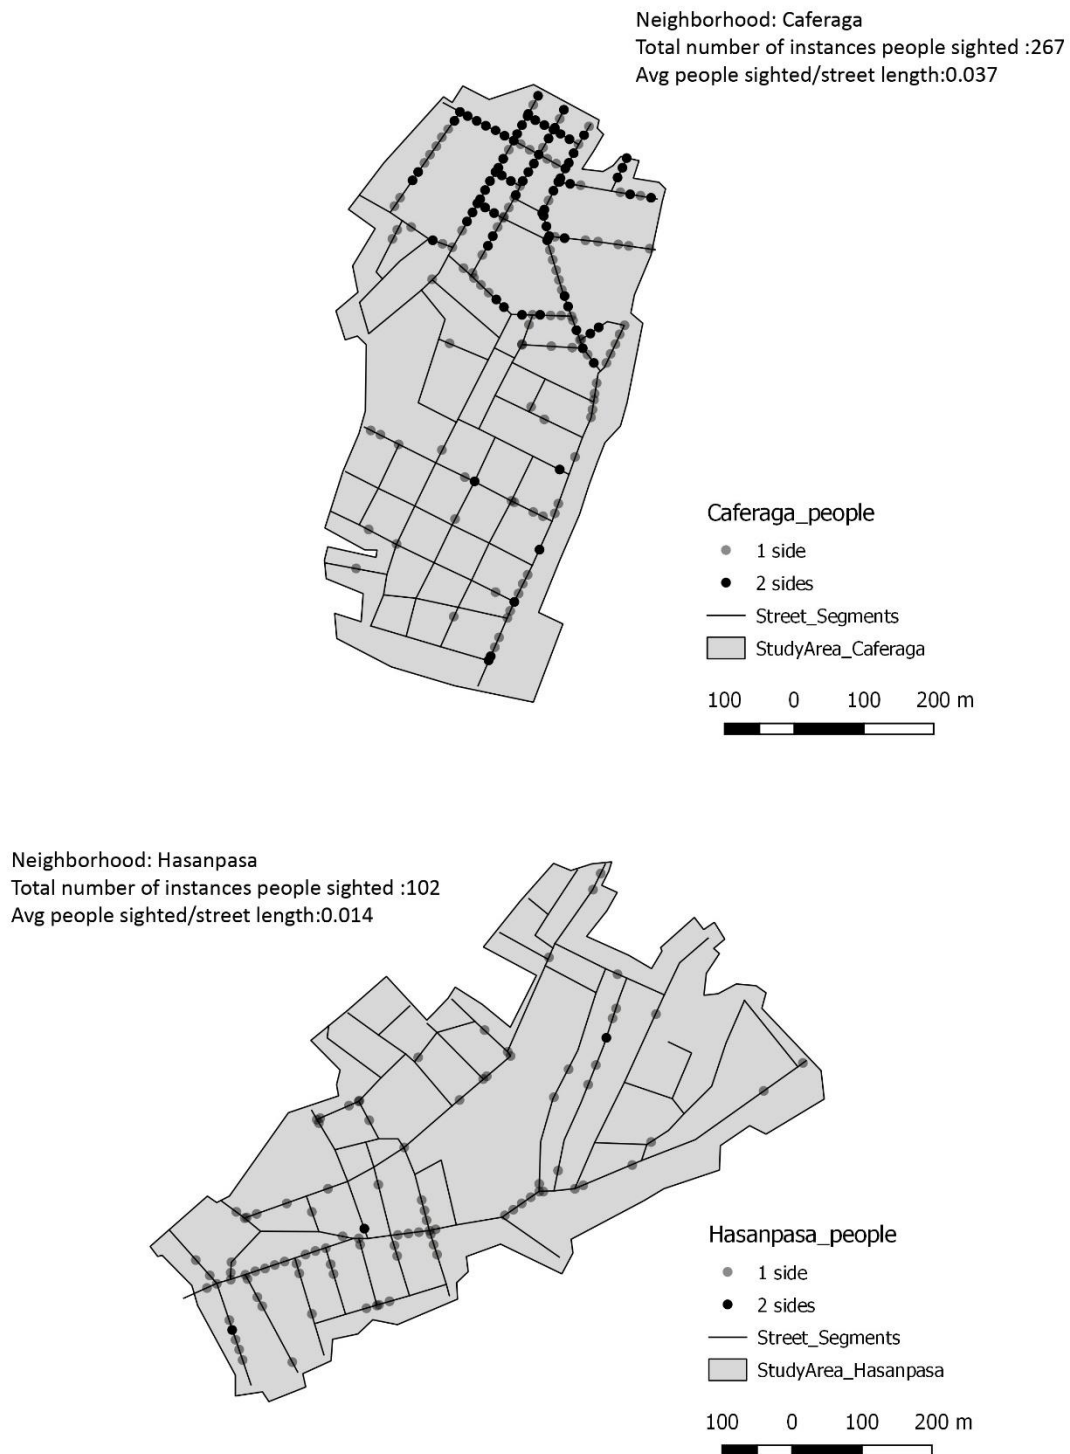 Neighborhood: Caferaga
Total number of instances people sighted :267
Avg people sighted/street length:0.037
Caferaga_people
1 side
2 sides
Street_Segments
StudyArea_Caferaga
100 0 100 200 m
Neighborhood: Hasanpasa
Total number of instances people sighted :102
Avg people sighted/street length:0.014
Hasanpasa_people
1 side
2 sides
Street_Segments
StudyArea_Hasanpasa
100 0 100 200 m